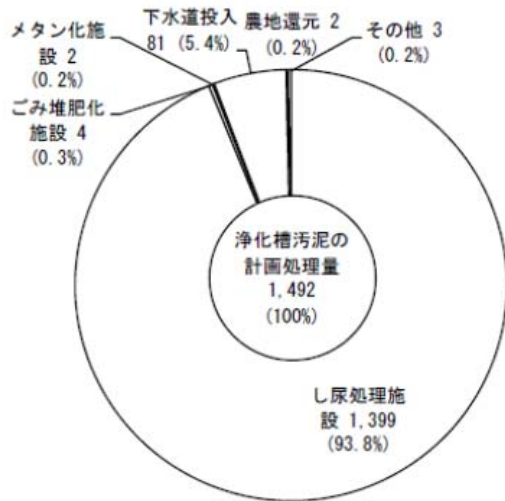 下水道投入
81 (5.4%)
農地還元 2
(0.2%)
その他 3
(0.2%)
メタン化施
設 2
(0.2%)
ごみ堆肥化
施設 4
(0.3%)
浄化槽汚泥の
計画処理量
1,492
(100%)
し尿処理施
設 1,399
(93.8%)